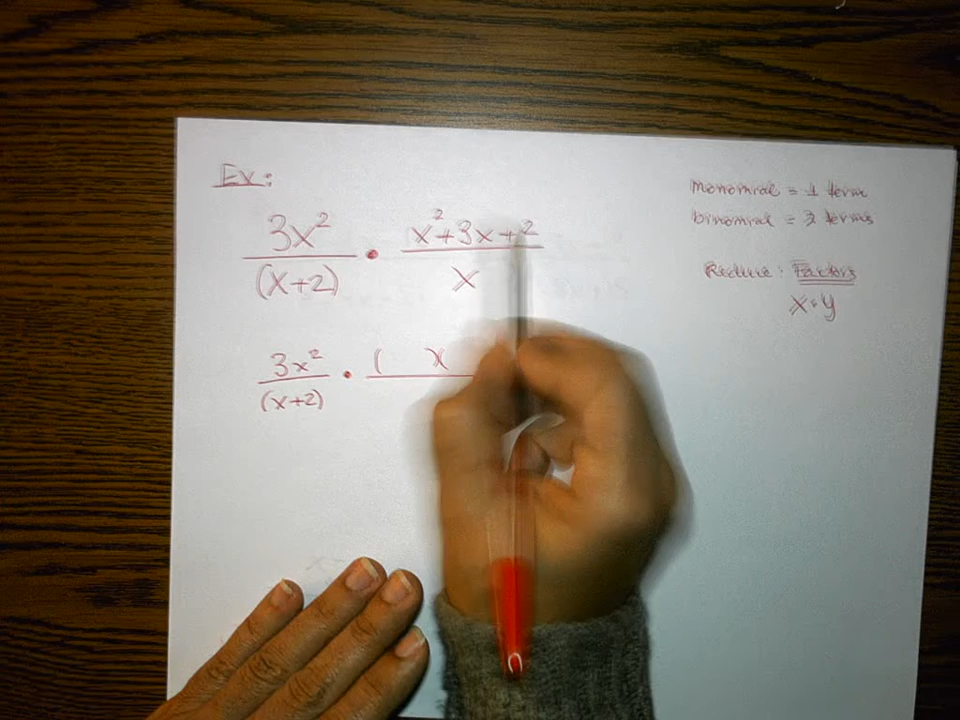 Ex:
3x²/(x+2) • x²+3x+2/x
3x²/(x+2) • ( )(
monomial = 1 term
binomial = 2 terms
Reduce: Factors
x•y